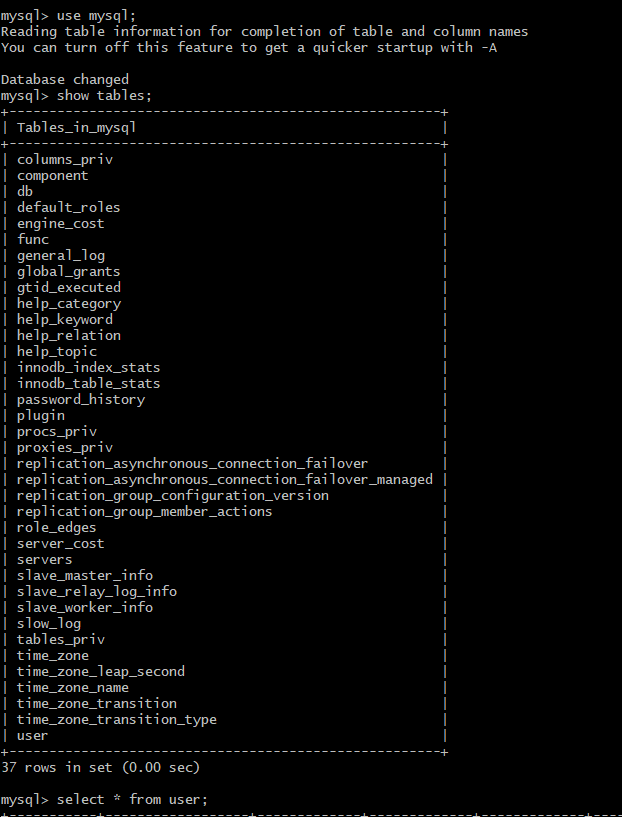 mysql> use mysql;
Reading table information for completion of table and column names
You can turn off this feature to get a quicker startup with -A
Database changed
mysql> show tables;
+------------------------------------------------------+
| Tables_in_mysql |
+------------------------------------------------------+
| columns_priv |
| component |
| db |
| default_roles |
| engine_cost |
| func |
| general_log |
| global_grants |
| gtid_executed |
| help_category |
| help_keyword |
| help_relation |
| help_topic |
| innodb_index_stats |
| innodb_table_stats |
| password_history |
| plugin |
| procs_priv |
| proxies_priv |
| replication_asynchronous_connection_failover |
| replication_asynchronous_connection_failover_managed |
| replication_group_configuration_version |
| replication_group_member_actions |
| role_edges |
| server_cost |
| servers |
| slave_master_info |
| slave_relay_log_info |
| slave_worker_info |
| slow_log |
| tables_priv |
| time_zone |
| time_zone_leap_second |
| time_zone_name |
| time_zone_transition |
| time_zone_transition_type |
| user |
+------------------------------------------------------+
37 rows in set (0.00 sec)
mysql> select * from user;